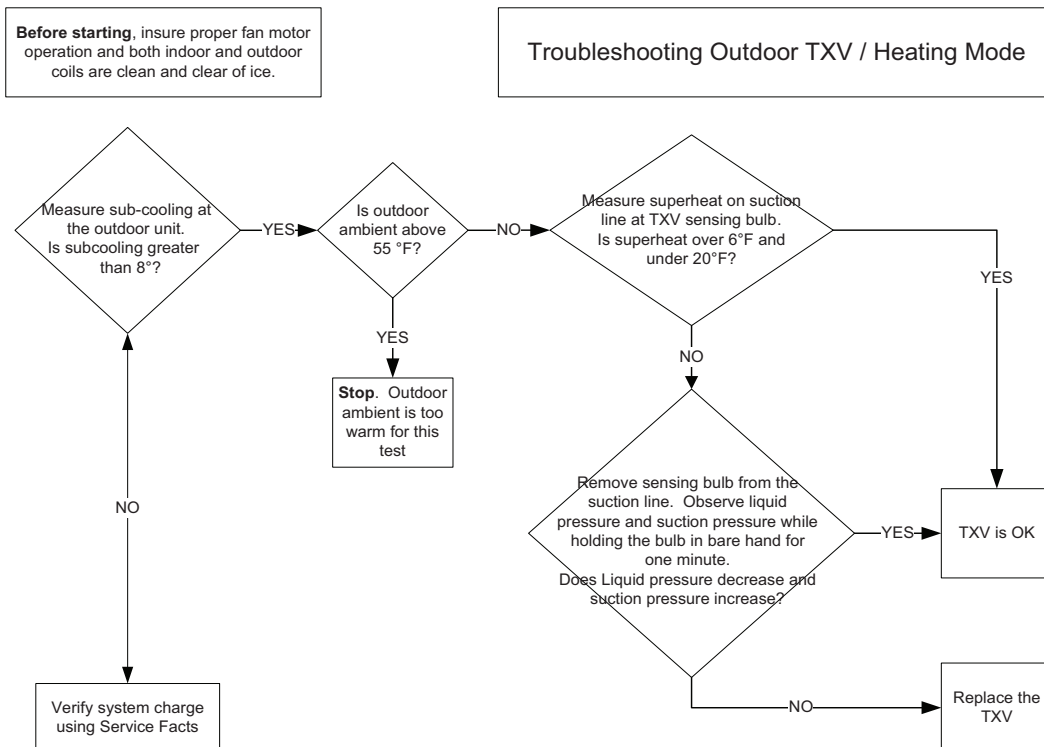 Before starting, insure proper fan motor
operation and both indoor and outdoor
coils are clean and clear of ice.
Troubleshooting Outdoor TXV / Heating Mode
Measure sub-cooling at
the outdoor unit.
Is subcooling greater
than 8°?
YES
Is outdoor
ambient above
55 °F?
NO
Measure superheat on suction
line at TXV sensing bulb.
Is superheat over 6°F and
under 20°F?
YES
YES
NO
Stop. Outdoor
ambient is too
warm for this
test
NO
Remove sensing bulb from the
suction line. Observe liquid
pressure and suction pressure while
holding the bulb in bare hand for
one minute.
Does Liquid pressure decrease and
suction pressure increase?
YES
TXV is OK
Verify system charge
using Service Facts
NO
Replace the
TXV